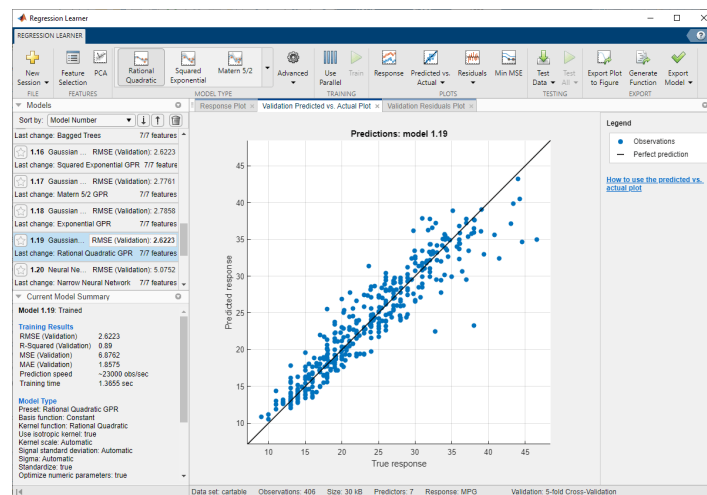 Regression Learner
REGRESSION LEARNER
New Session
Feature Selection
PCA
Rational Quadratic
Squared Exponential
Matern 5/2
Advanced
Use Parallel
Train
Response
Predicted vs. Actual
Residuals
Min MSE
Test Data
Test All
Export Plot to Figure
Generate Function
Export Model
FILE FEATURES MODEL TYPE TRAINING PLOTS TESTING EXPORT
Models
Sort by: Model Number
Last change: Bagged Trees 7/7 features
1.16 Gaussian ... RMSE (Validation): 2.6223
Last change: Squared Exponential GPR 7/7 feature
1.17 Gaussian ... RMSE (Validation): 2.7761
Last change: Matern 5/2 GPR 7/7 features
1.18 Gaussian ... RMSE (Validation): 2.7858
Last change: Exponential GPR 7/7 features
1.19 Gaussian... RMSE (Validation): 2.6223
Last change: Rational Quadratic GPR 7/7 features
1.20 Neural Ne... RMSE (Validation): 5.0752
Last change: Narrow Neural Network 7/7 features
Current Model Summary
Model 1.19: Trained
Training Results
RMSE (Validation) 2.6223
R-Squared (Validation) 0.89
MSE (Validation) 6.8762
MAE (Validation) 1.8575
Prediction speed ~23000 obs/sec
Training time 1.3655 sec
Model Type
Preset: Rational Quadratic GPR
Basis function: Constant
Kernel function: Rational Quadratic
Use isotropic kernel: true
Kernel scale: Automatic
Signal standard deviation: Automatic
Sigma: Automatic
Standardize: true
Optimize numeric parameters: true
Response Plot
Validation Predicted vs. Actual Plot
Validation Residuals Plot
Predictions: model 1.19
Predicted response
45
40
35
30
25
20
15
10
10 15 20 25 30 35 40 45
True response
Legend
Observations
Perfect prediction
How to use the predicted vs.
actual plot
Data set: cartable Observations: 406 Size: 30 kB Predictors: 7 Response: MPG Validation: 5-fold Cross-Validation